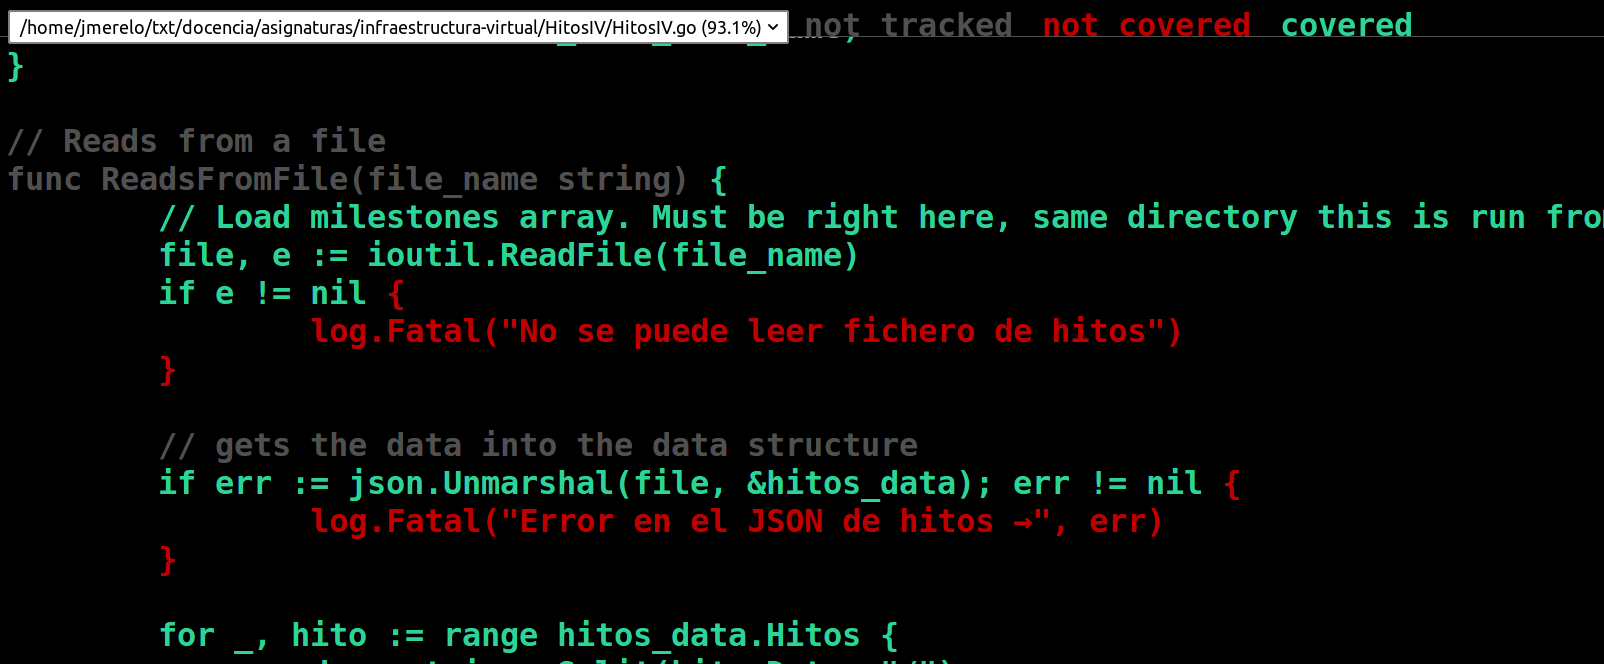 /home/jmerelo/txt/docencia/asignaturas/infraestructura-virtual/HitosIV/HitosIV.go (93.1%) not tracked not covered covered
}
// Reads from a file
func ReadsFromFile(file_name string) {
// Load milestones array. Must be right here, same directory this is run from
file, e := ioutil.ReadFile(file_name)
if e != nil {
log.Fatal("No se puede leer fichero de hitos")
}
// gets the data into the data structure
if err := json.Unmarshal(file, &hitos_data); err != nil {
log.Fatal("Error en el JSON de hitos →", err)
}
for _, hito := range hitos_data.Hitos {